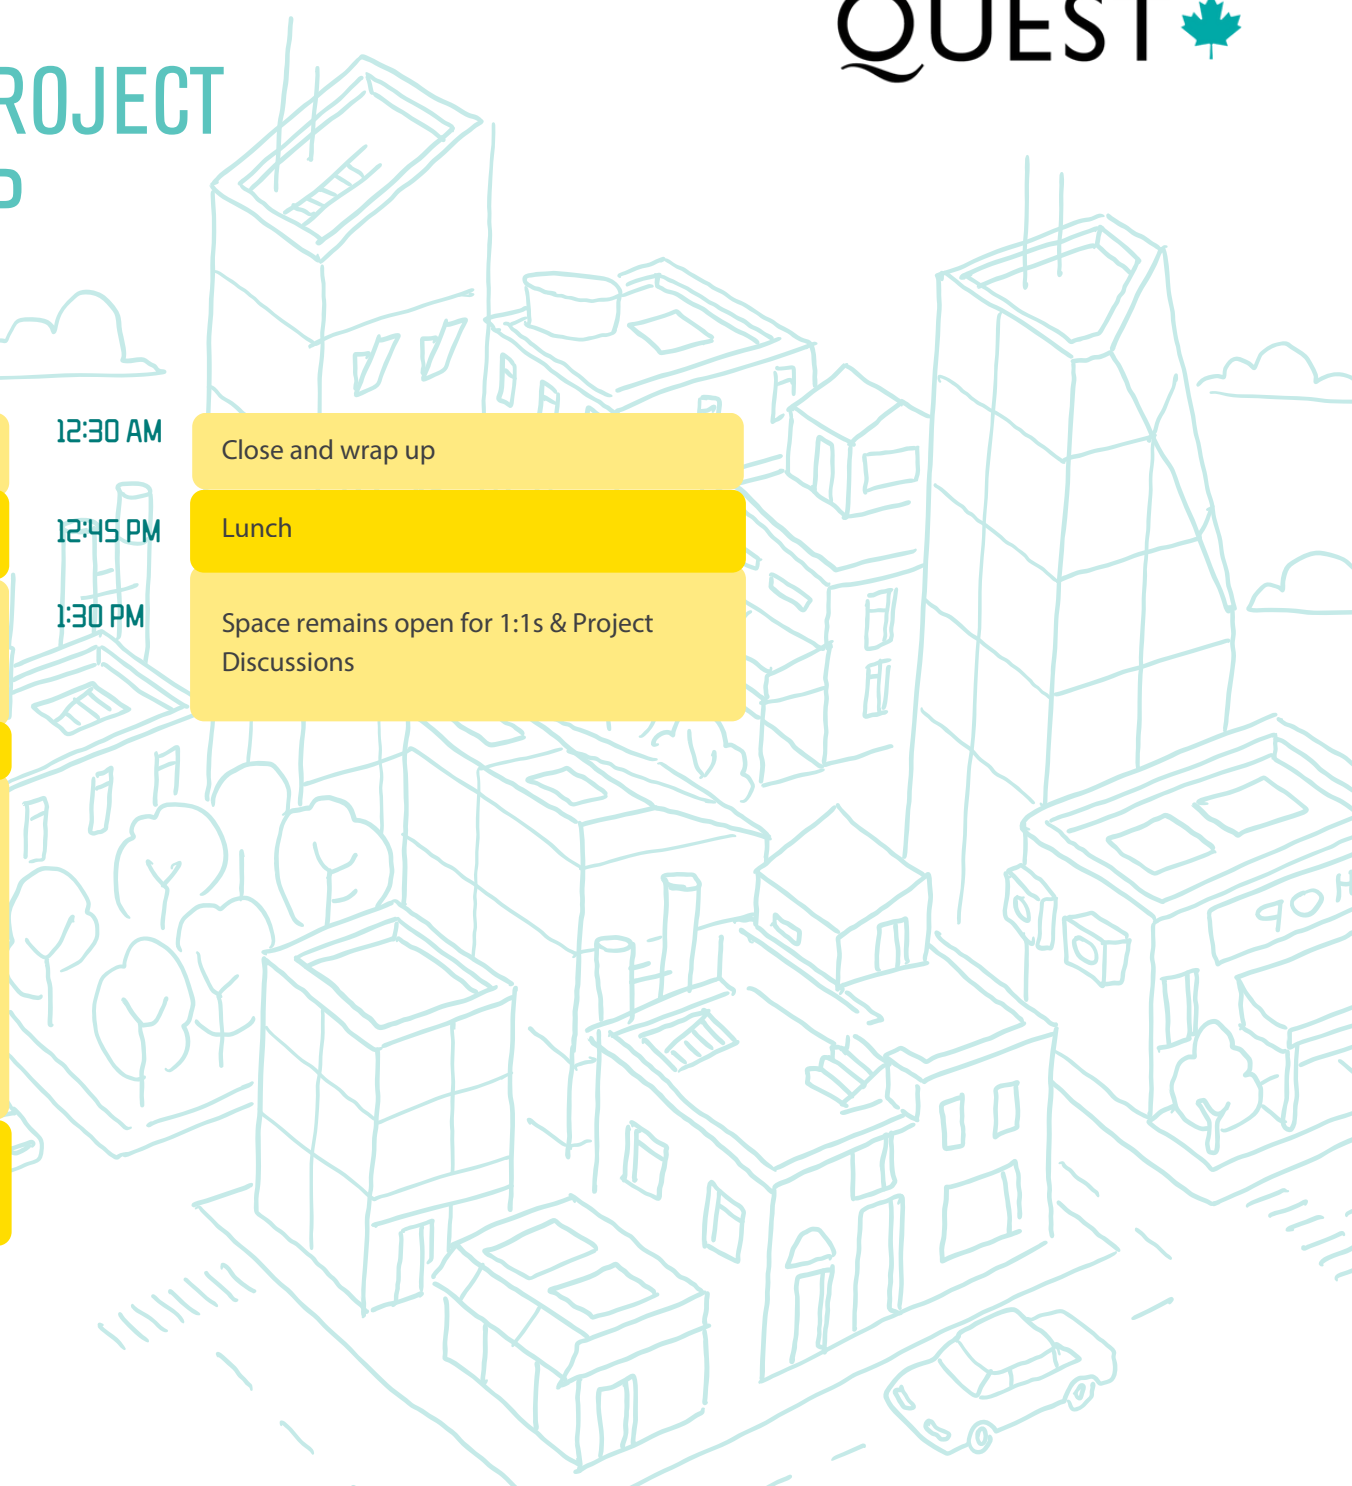 QUEST
ROJECT
P
12:30 AM
Close and wrap up
12:45 PM
Lunch
1:30 PM
Space remains open for 1:1s & Project
Discussions